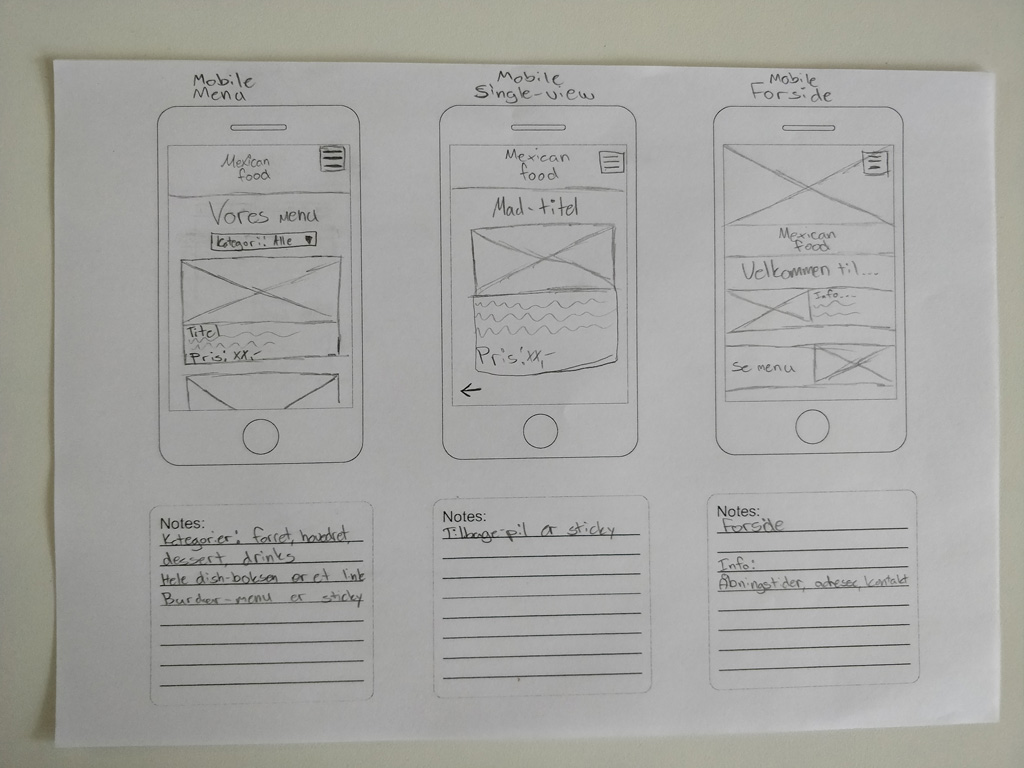 Mobile
Menu
Mexican
food
Vores menu
Kategori: Alle
Titel
Pris: xx,-
Notes:
Kategorier: forret, hovedret,
dessert, drinks
Hele dish-boksen er et link
Burger-menu er sticky
Mobile
Single-view
Mexican
food
Mad-titel
Pris: xx,-
Notes:
Tilbage-pil er sticky
Mobile
Forside
Mexican
food
Velkommen til...
Info...
Se menu
Notes:
Forside
Info:
Åbningstider, adresse, kontakt